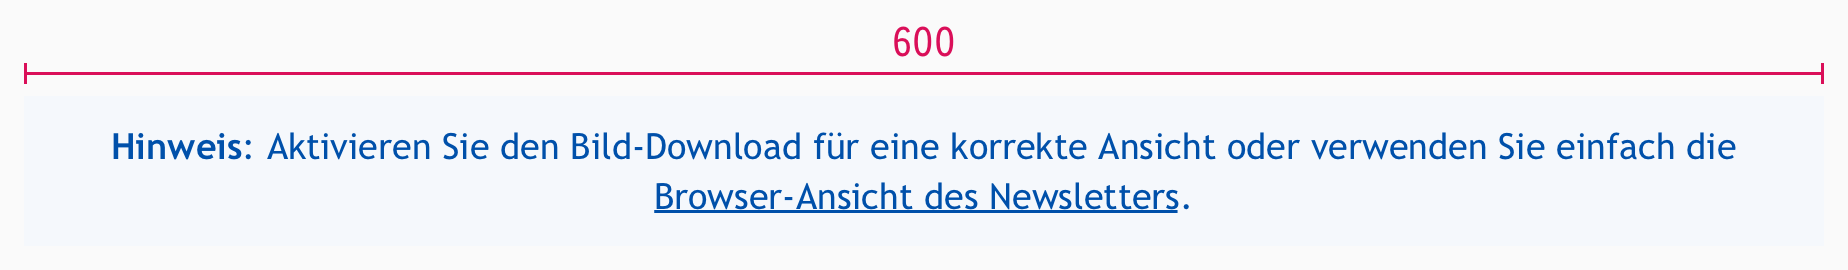 600
Hinweis: Aktivieren Sie den Bild-Download für eine korrekte Ansicht oder verwenden Sie einfach die
Browser-Ansicht des Newsletters.